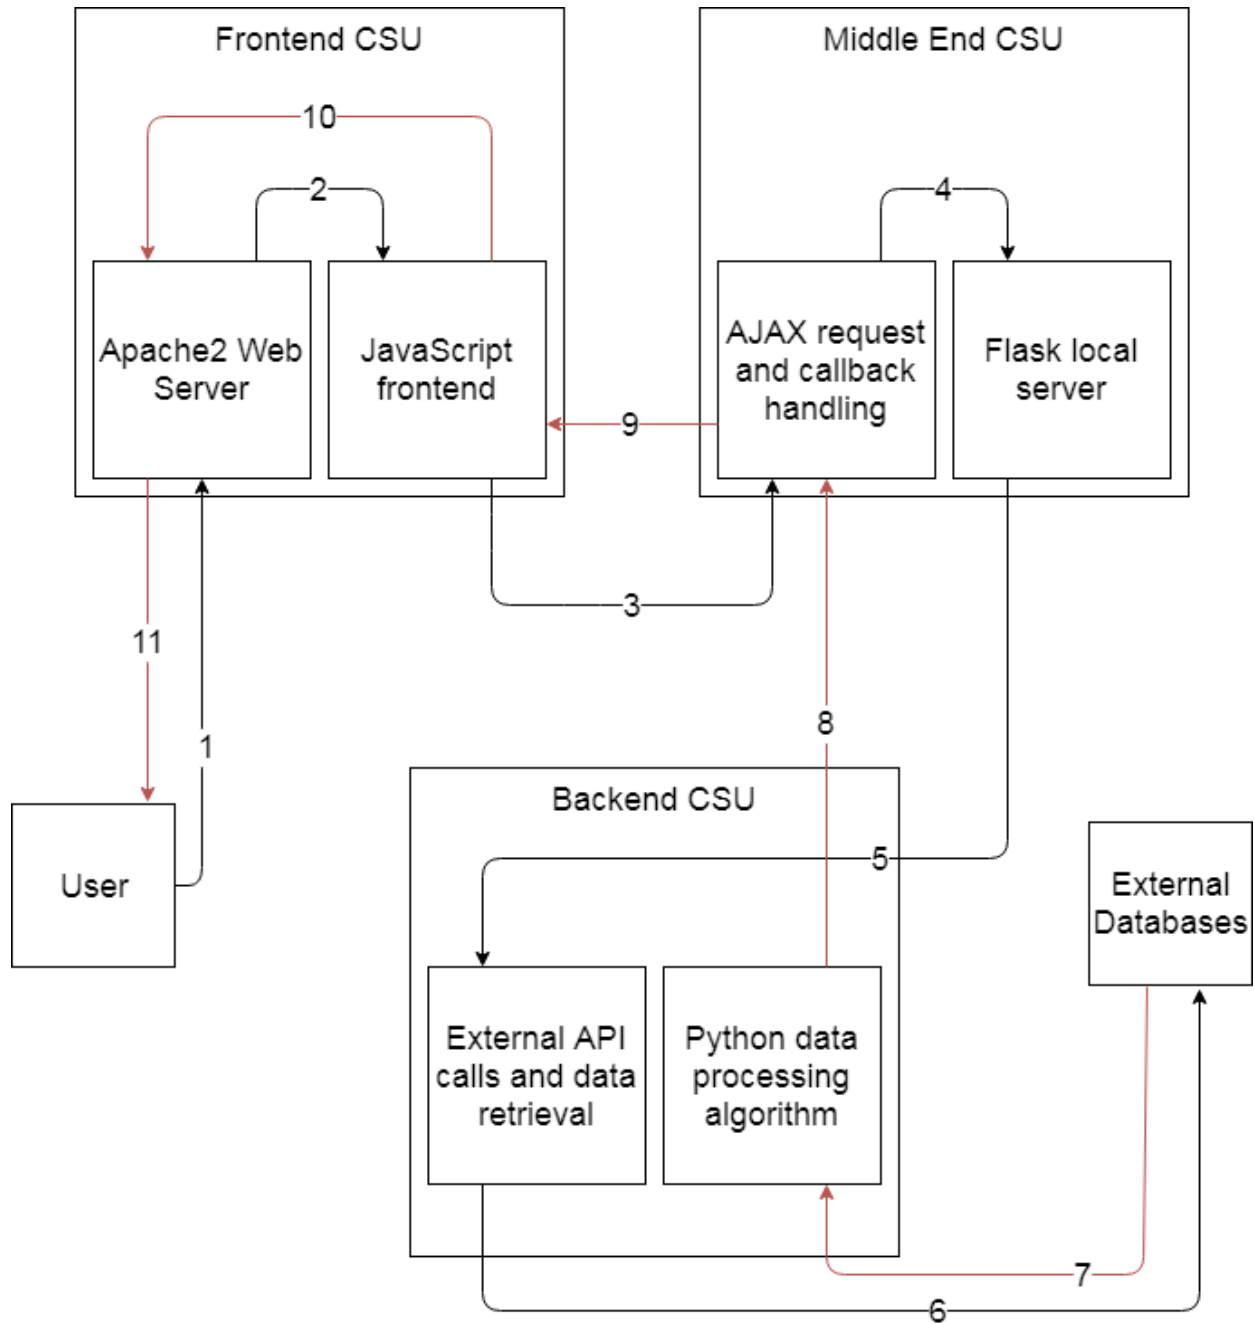 Frontend CSU
Middle End CSU
10
2
4
Apache2 Web
Server
JavaScript
frontend
AJAX request
and callback
handling
Flask local
server
9
3
11
1
8
Backend CSU
5
User
External
Databases
External API
calls and data
retrieval
Python data
processing
algorithm
7
6